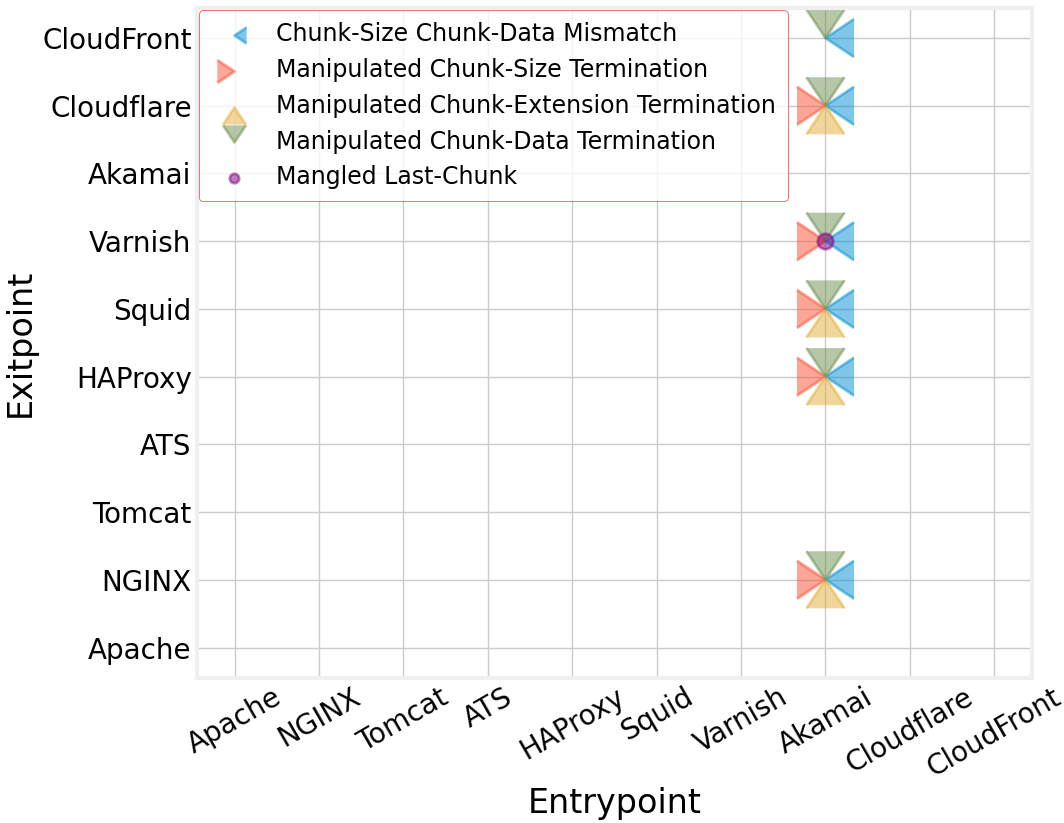 CloudFront
Cloudflare
Akamai
Varnish
Squid
HAProxy
ATS
Tomcat
NGINX
Apache
Exitpoint
Chunk-Size Chunk-Data Mismatch
Manipulated Chunk-Size Termination
Manipulated Chunk-Extension Termination
Manipulated Chunk-Data Termination
Mangled Last-Chunk
Apache
NGINX
Tomcat
ATS
HAProxy
Squid
Varnish
Akamai
Cloudflare
CloudFront
Entrypoint